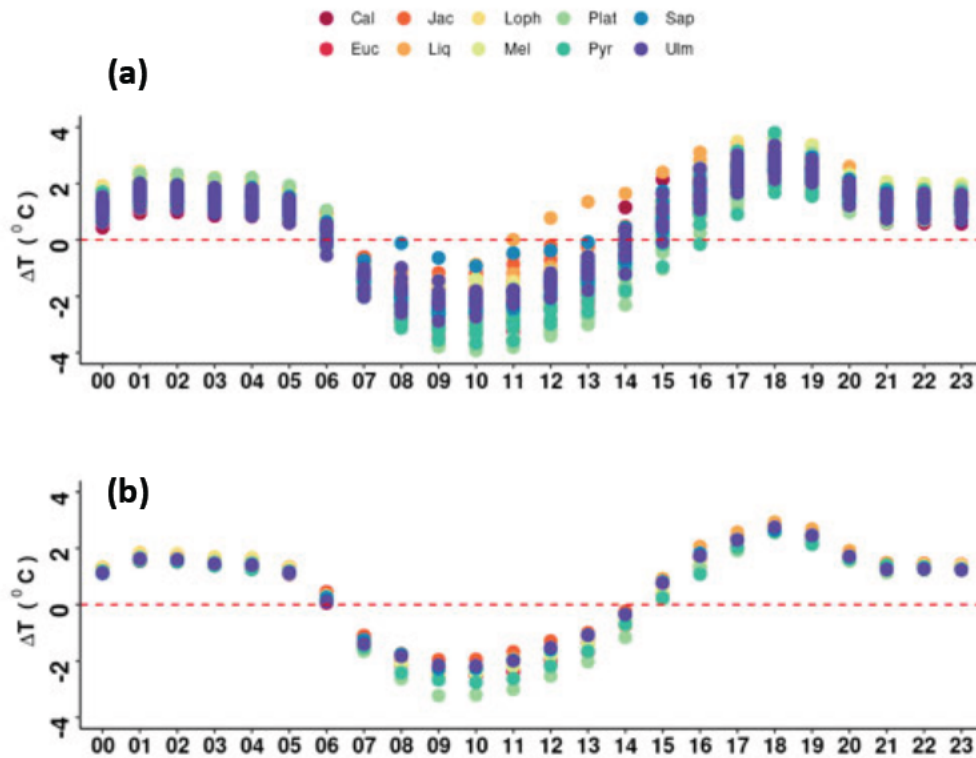 Cal Jac Loph Plat Sap
Euc Liq Mel Pyr Ulm
(a)
ΔT (°C)
4
2
0
-2
-4
00 01 02 03 04 05 06 07 08 09 10 11 12 13 14 15 16 17 18 19 20 21 22 23
(b)
ΔT (°C)
4
2
0
-2
-4
00 01 02 03 04 05 06 07 08 09 10 11 12 13 14 15 16 17 18 19 20 21 22 23